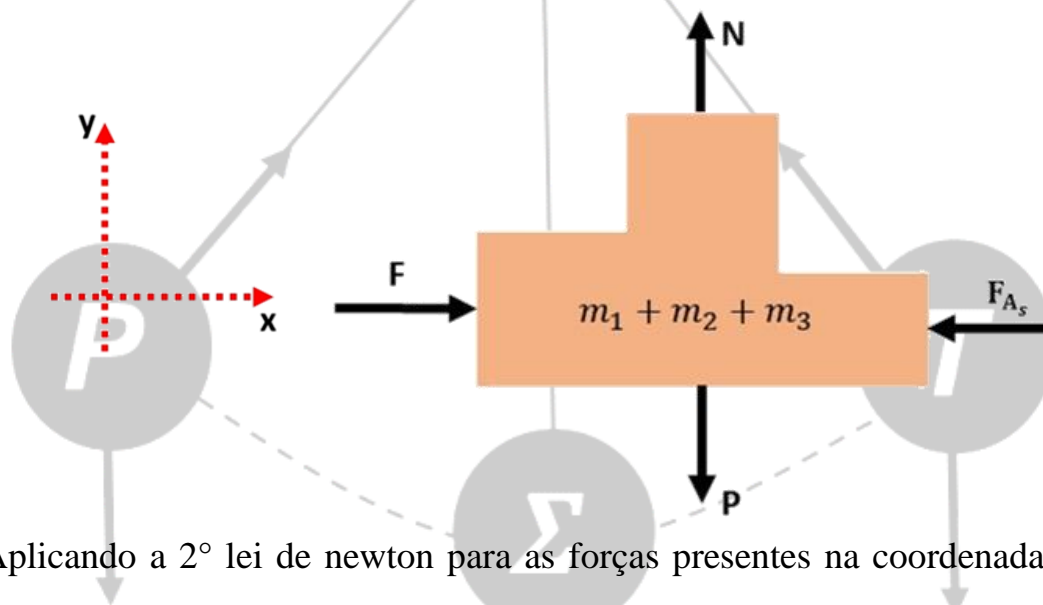 N
y
F
F_{A_s}
P
x
m₁ + m₂ + m₃
T
P
Σ
Aplicando a 2° lei de newton para as forças presentes na coordenada